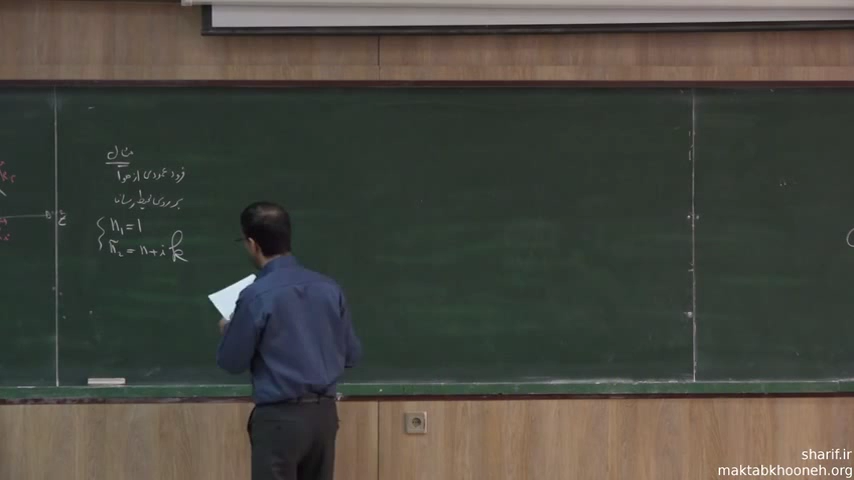 مثال
فرود عمودی از هوا
بر روی محیط رسانا
n₁ = 1
ñ₂ = n + i k
sharif.ir
maktabkhooneh.org